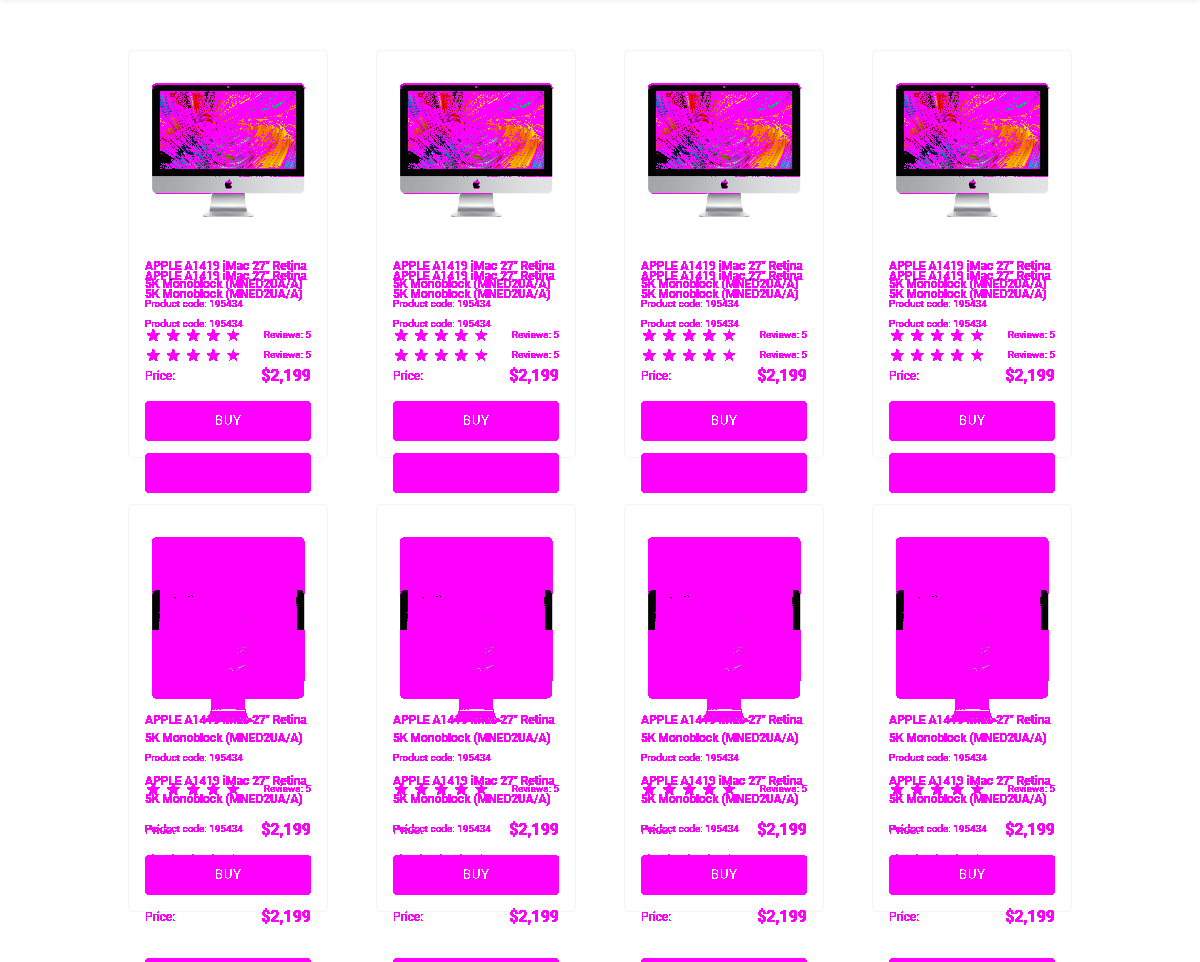 APPLE A1419 iMac 27" Retina
APPLE A1419 iMac 27" Retina
5K Monoblock (MNED2UA/A)
5K Monoblock (MNED2UA/A)
Product code: 195434
Product code: 195434
Reviews: 5
Reviews: 5
Price: $2,199
BUY
APPLE A1419 iMac 27" Retina
APPLE A1419 iMac 27" Retina
5K Monoblock (MNED2UA/A)
5K Monoblock (MNED2UA/A)
Product code: 195434
Product code: 195434
Reviews: 5
Reviews: 5
Price: $2,199
BUY
APPLE A1419 iMac 27" Retina
APPLE A1419 iMac 27" Retina
5K Monoblock (MNED2UA/A)
5K Monoblock (MNED2UA/A)
Product code: 195434
Product code: 195434
Reviews: 5
Reviews: 5
Price: $2,199
BUY
APPLE A1419 iMac 27" Retina
APPLE A1419 iMac 27" Retina
5K Monoblock (MNED2UA/A)
5K Monoblock (MNED2UA/A)
Product code: 195434
Product code: 195434
Reviews: 5
Reviews: 5
Price: $2,199
BUY
APPLE A1419 iMac 27" Retina
5K Monoblock (MNED2UA/A)
Product code: 195434
APPLE A1419 iMac 27" Retina
Reviews: 5
5K Monoblock (MNED2UA/A)
Product code: 195434 $2,199
BUY
Price: $2,199
APPLE A1419 iMac 27" Retina
5K Monoblock (MNED2UA/A)
Product code: 195434
APPLE A1419 iMac 27" Retina
Reviews: 5
5K Monoblock (MNED2UA/A)
Product code: 195434 $2,199
BUY
Price: $2,199
APPLE A1419 iMac 27" Retina
5K Monoblock (MNED2UA/A)
Product code: 195434
APPLE A1419 iMac 27" Retina
Reviews: 5
5K Monoblock (MNED2UA/A)
Product code: 195434 $2,199
BUY
Price: $2,199
APPLE A1419 iMac 27" Retina
5K Monoblock (MNED2UA/A)
Product code: 195434
APPLE A1419 iMac 27" Retina
Reviews: 5
5K Monoblock (MNED2UA/A)
Product code: 195434 $2,199
BUY
Price: $2,199